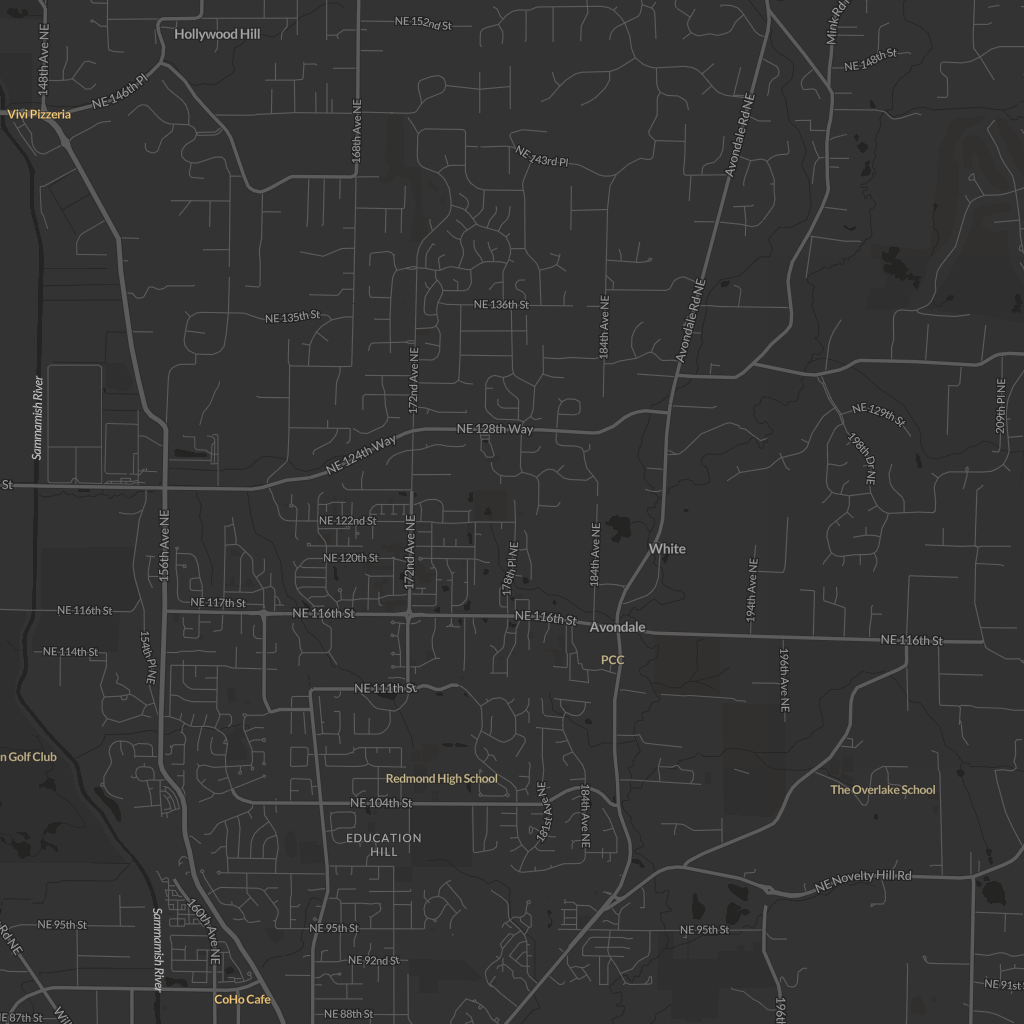 NE 152nd St
Hollywood Hill
148th Ave NE
Mink Rd
NE 148th St
NE 146th Pl
Vivi Pizzeria
168th Ave NE
Avondale Rd NE
NE 143rd Pl
NE 136th St
NE 135th St
184th Ave NE
Avondale Rd NE
172nd Ave NE
Sammamish River
209th Pl NE
NE 129th St
NE 128th Way
NE 124th Way
198th Dr NE
St
NE 122nd St
156th Ave NE
172nd Ave NE
184th Ave NE
White
NE 120th St
178th Pl NE
194th Ave NE
NE 117th St
NE 116th St
NE 116th St
NE 116th St
Avondale
NE 116th St
154th Pl NE
NE 114th St
PCC
196th Ave NE
NE 111th St
n Golf Club
Redmond High School
The Overlake School
NE 104th St
181st Ave NE
184th Ave NE
EDUCATION
HILL
NE Novelty Hill Rd
160th Ave NE
NE 95th St
NE 95th St
NE 95th St
Rd NE
Sammamish River
NE 92nd St
NE 91st S
CoHo Cafe
NE 87th St
Will
NE 88th St
196th